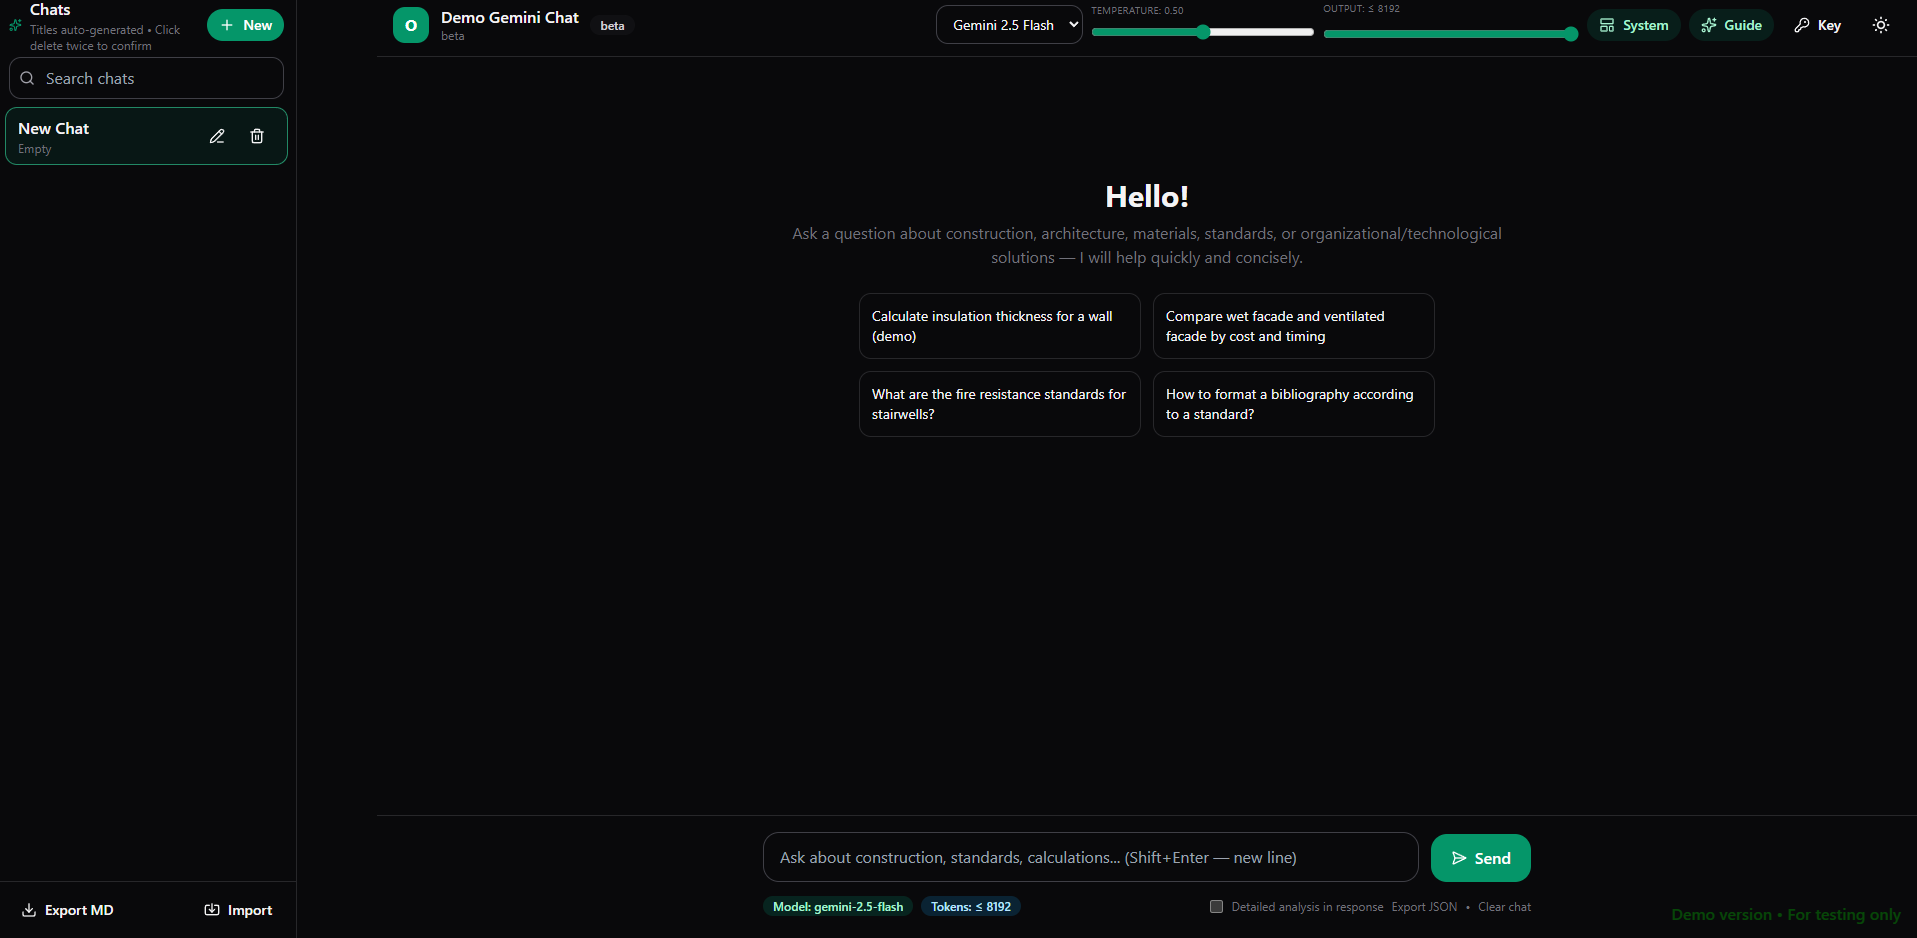 Chats
Titles auto-generated • Click
delete twice to confirm
New
Search chats
New Chat
Empty
Export MD
Import
O
Demo Gemini Chat
beta
beta
Gemini 2.5 Flash
TEMPERATURE: 0.50
OUTPUT: ≤ 8192
System
Guide
Key
Hello!
Ask a question about construction, architecture, materials, standards, or organizational/technological
solutions — I will help quickly and concisely.
Calculate insulation thickness for a wall
(demo)
Compare wet facade and ventilated
facade by cost and timing
What are the fire resistance standards for
stairwells?
How to format a bibliography according
to a standard?
Ask about construction, standards, calculations... (Shift+Enter — new line)
Send
Model: gemini-2.5-flash
Tokens: ≤ 8192
Detailed analysis in response
Export JSON • Clear chat
Demo version • For testing only